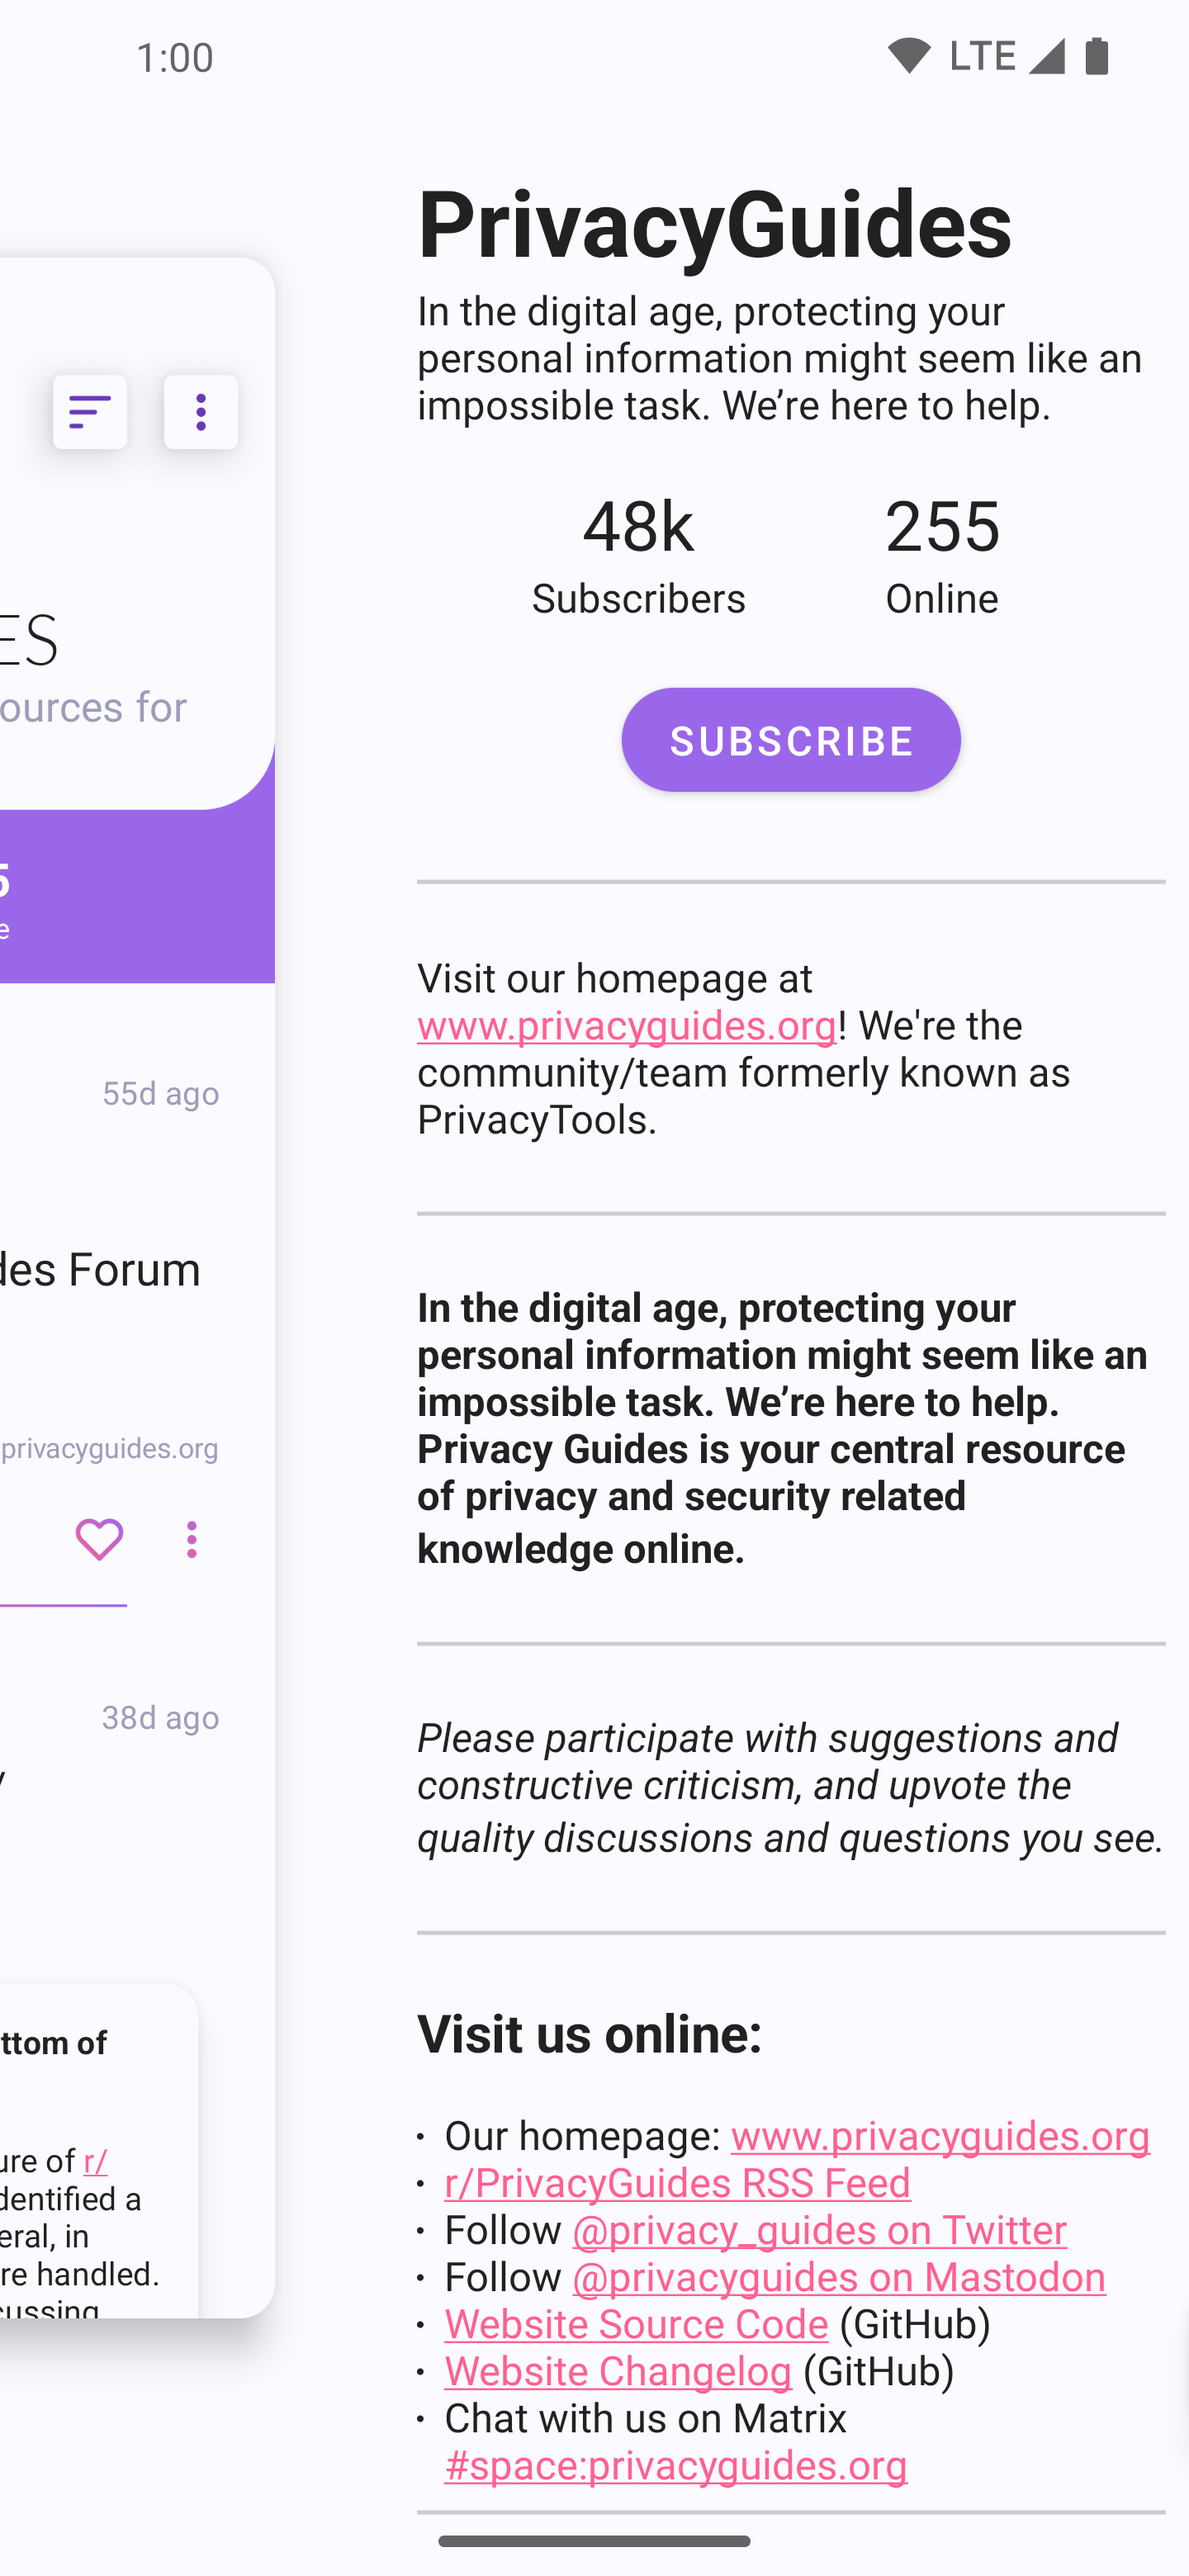 1:00
LTE
PrivacyGuides
In the digital age, protecting your
personal information might seem like an
impossible task. We’re here to help.
48k
255
Subscribers
Online
SUBSCRIBE
Visit our homepage at
www.privacyguides.org! We're the
community/team formerly known as
PrivacyTools.
In the digital age, protecting your
personal information might seem like an
impossible task. We’re here to help.
Privacy Guides is your central resource
of privacy and security related
knowledge online.
Please participate with suggestions and
constructive criticism, and upvote the
quality discussions and questions you see.
Visit us online:
• Our homepage: www.privacyguides.org
• r/PrivacyGuides RSS Feed
• Follow @privacy_guides on Twitter
• Follow @privacyguides on Mastodon
• Website Source Code (GitHub)
• Website Changelog (GitHub)
• Chat with us on Matrix
#space:privacyguides.org
ES
ources for
5
e
55d ago
des Forum
privacyguides.org
38d ago
ttom of
ure of r/
dentified a
eral, in
re handled.
cussing